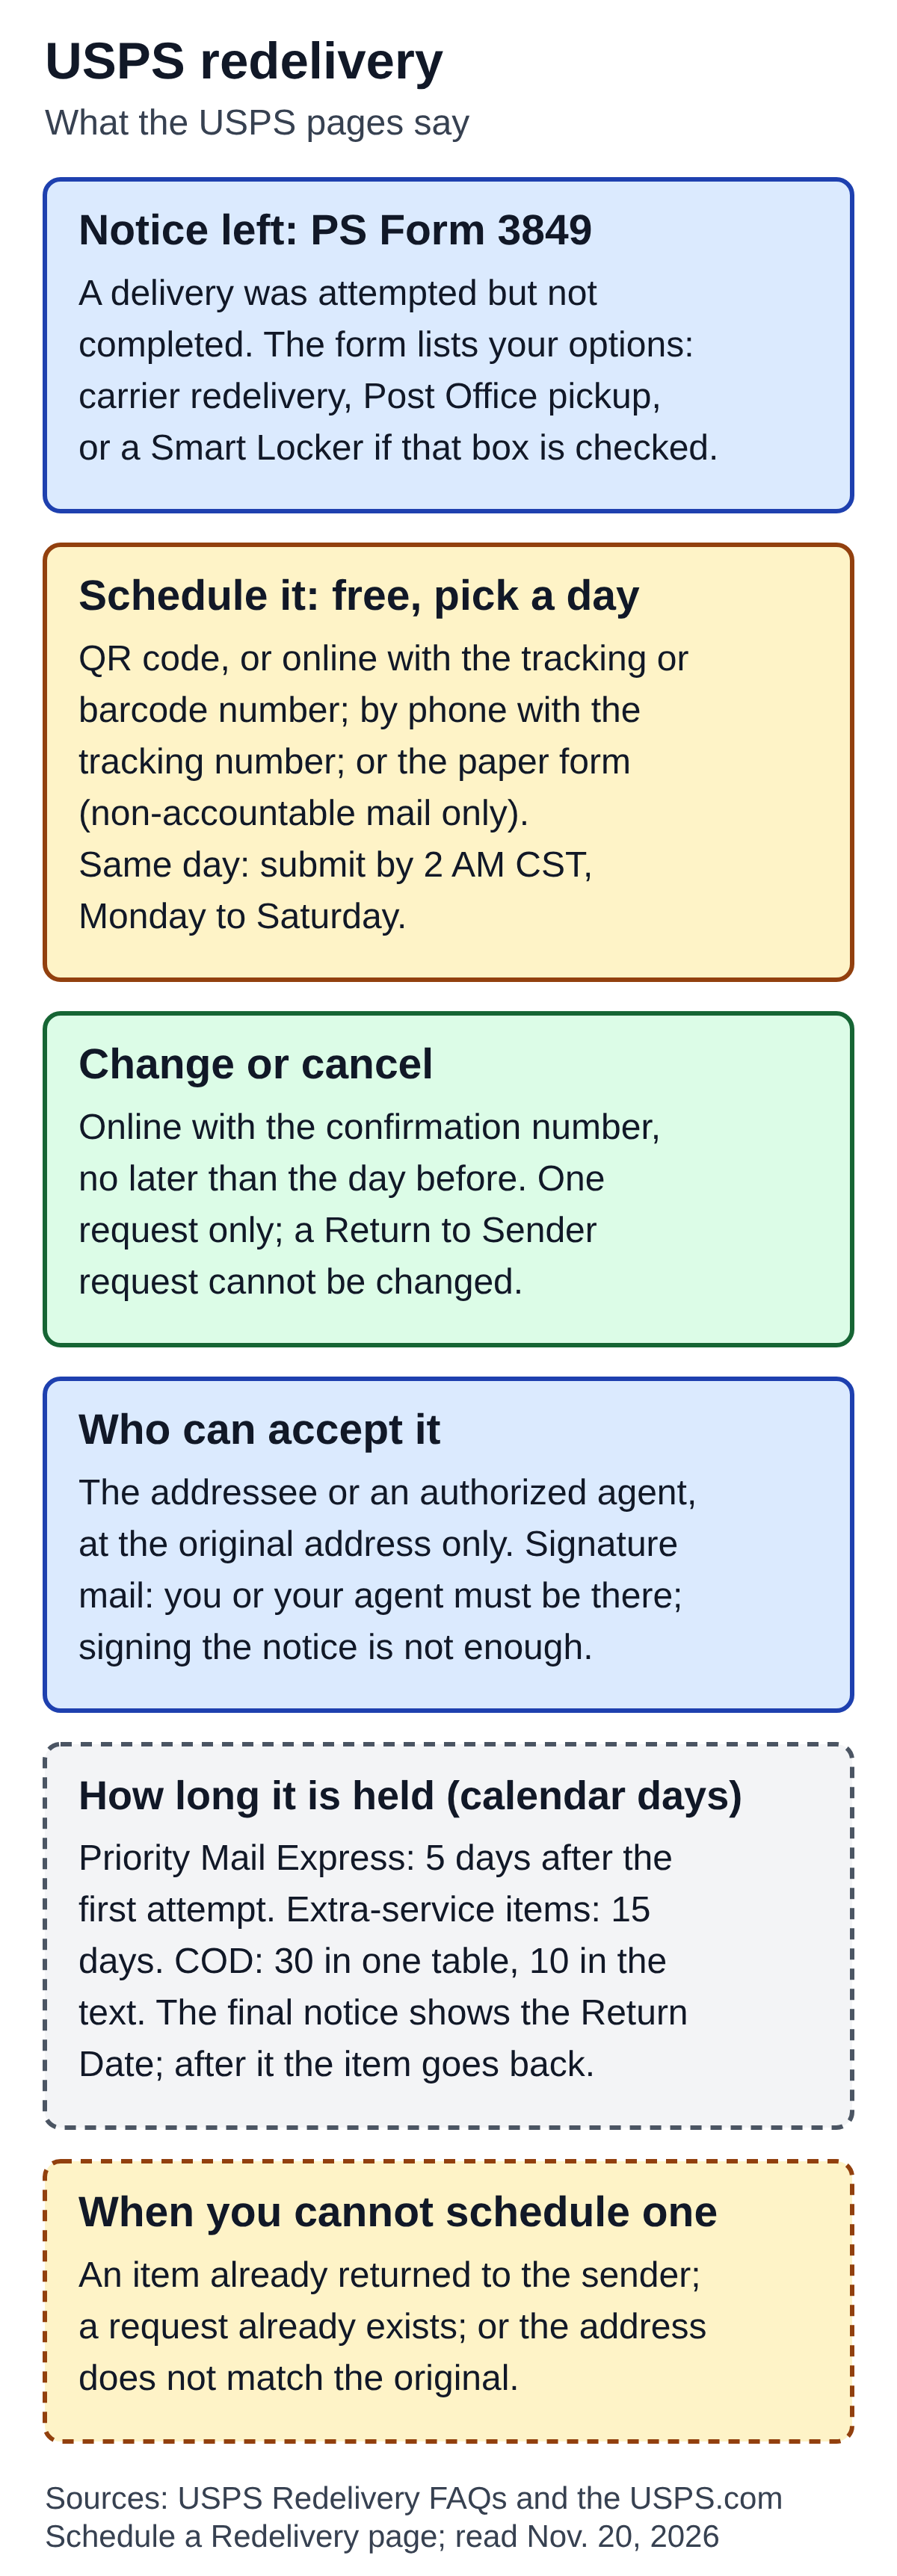 USPS redelivery
What the USPS pages say
Notice left: PS Form 3849
A delivery was attempted but not
completed. The form lists your options:
carrier redelivery, Post Office pickup,
or a Smart Locker if that box is checked.
Schedule it: free, pick a day
QR code, or online with the tracking or
barcode number; by phone with the
tracking number; or the paper form
(non-accountable mail only).
Same day: submit by 2 AM CST,
Monday to Saturday.
Change or cancel
Online with the confirmation number,
no later than the day before. One
request only; a Return to Sender
request cannot be changed.
Who can accept it
The addressee or an authorized agent,
at the original address only. Signature
mail: you or your agent must be there;
signing the notice is not enough.
How long it is held (calendar days)
Priority Mail Express: 5 days after the
first attempt. Extra-service items: 15
days. COD: 30 in one table, 10 in the
text. The final notice shows the Return
Date; after it the item goes back.
When you cannot schedule one
An item already returned to the sender;
a request already exists; or the address
does not match the original.
Sources: USPS Redelivery FAQs and the USPS.com
Schedule a Redelivery page; read Nov. 20, 2026